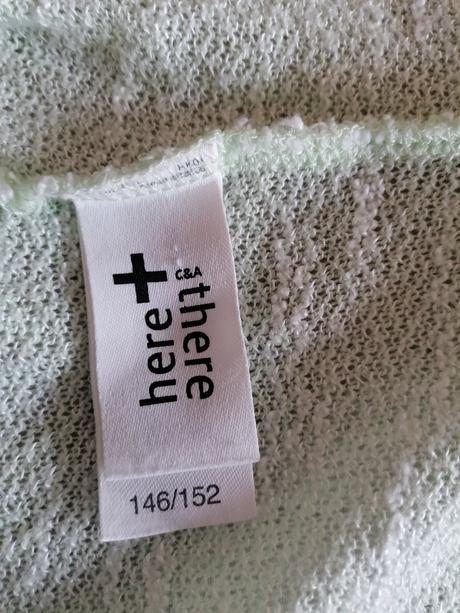 here +
C&A
there
146/152